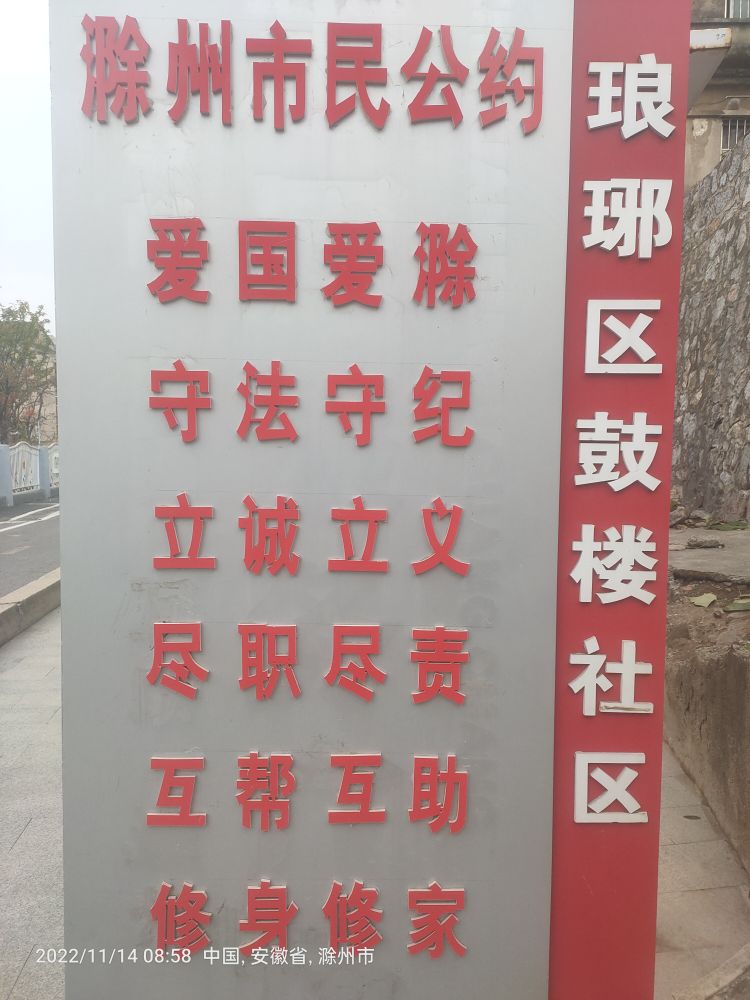 滁州市民公约
爱国爱滁
守法守纪
立诚立义
尽职尽责
互帮互助
修身修家
琅琊区鼓楼社区
2022/11/14 08:58 中国, 安徽省, 滁州市